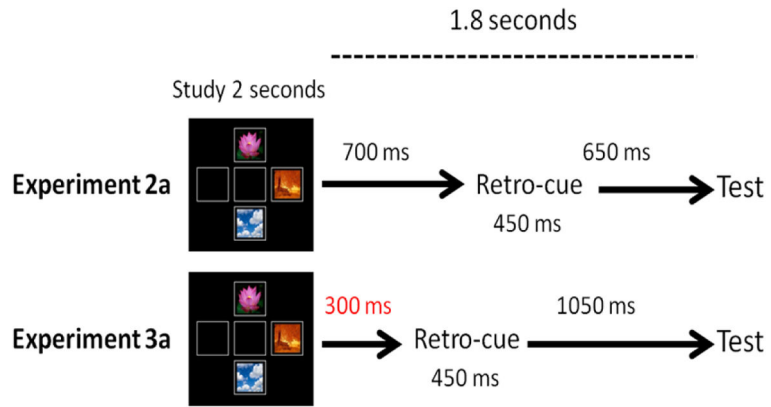 1.8 seconds
Study 2 seconds
700 ms
650 ms
Experiment 2a
Retro-cue
Test
450 ms
300 ms
1050 ms
Experiment 3a
Retro-cue
Test
450 ms